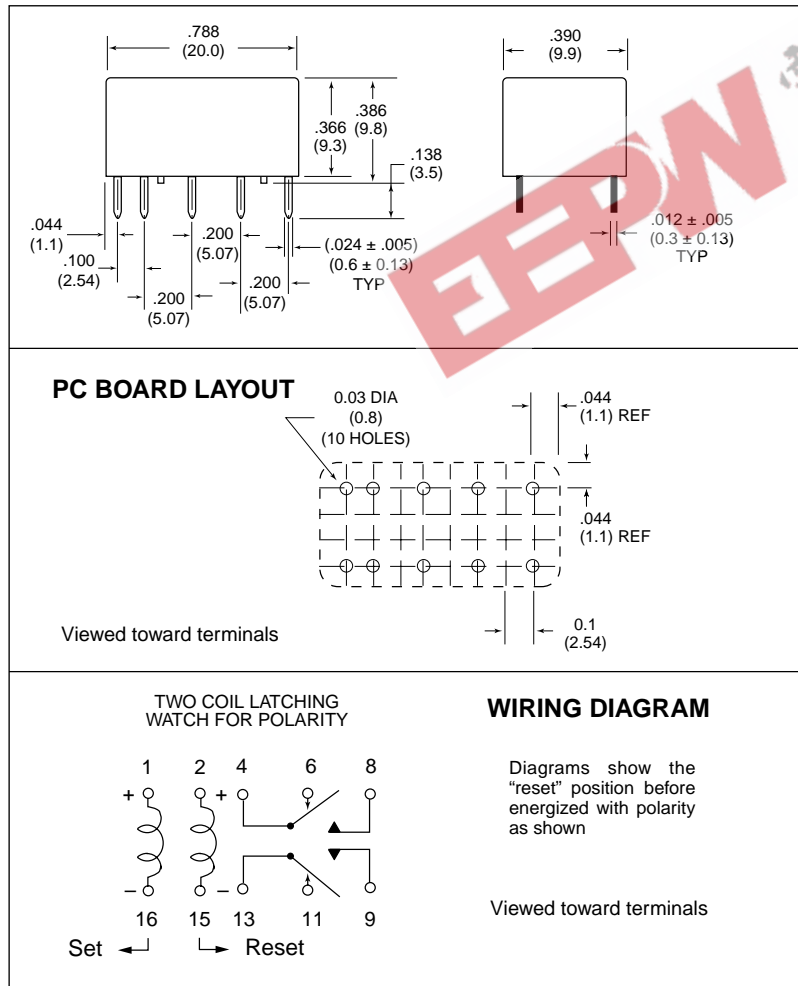 .788
(20.0)
.390
(9.9)
.366
(9.3)
.386
(9.8)
.138
(3.5)
.044
(1.1)
.100
(2.54)
.200
(5.07)
.200
(5.07)
.200
(5.07)
(.024 ± .005)
(0.6 ± 0.13)
TYP
.012 ± .005
(0.3 ± 0.13)
TYP
EEPW
PC BOARD LAYOUT
0.03 DIA
(0.8)
(10 HOLES)
.044
(1.1) REF
.044
(1.1) REF
0.1
(2.54)
Viewed toward terminals
TWO COIL LATCHING
WATCH FOR POLARITY
1 2 4 6 8
+ +
– –
16 15 13 11 9
Set Reset
WIRING DIAGRAM
Diagrams show the
“reset” position before
energized with polarity
as shown
Viewed toward terminals